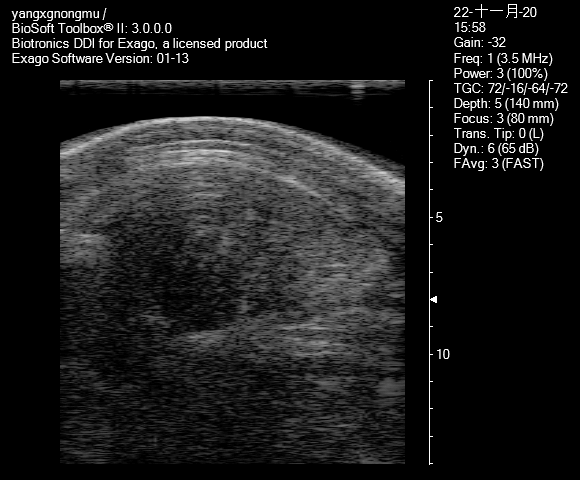 yangxgnongmu /
BioSoft Toolbox® II: 3.0.0.0
Biotronics DDI for Exago, a licensed product
Exago Software Version: 01-13
22-十一月-20
15:58
Gain: -32
Freq: 1 (3.5 MHz)
Power: 3 (100%)
TGC: 72/-16/-64/-72
Depth: 5 (140 mm)
Focus: 3 (80 mm)
Trans. Tip: 0 (L)
Dyn.: 6 (65 dB)
FAvg: 3 (FAST)
5
10